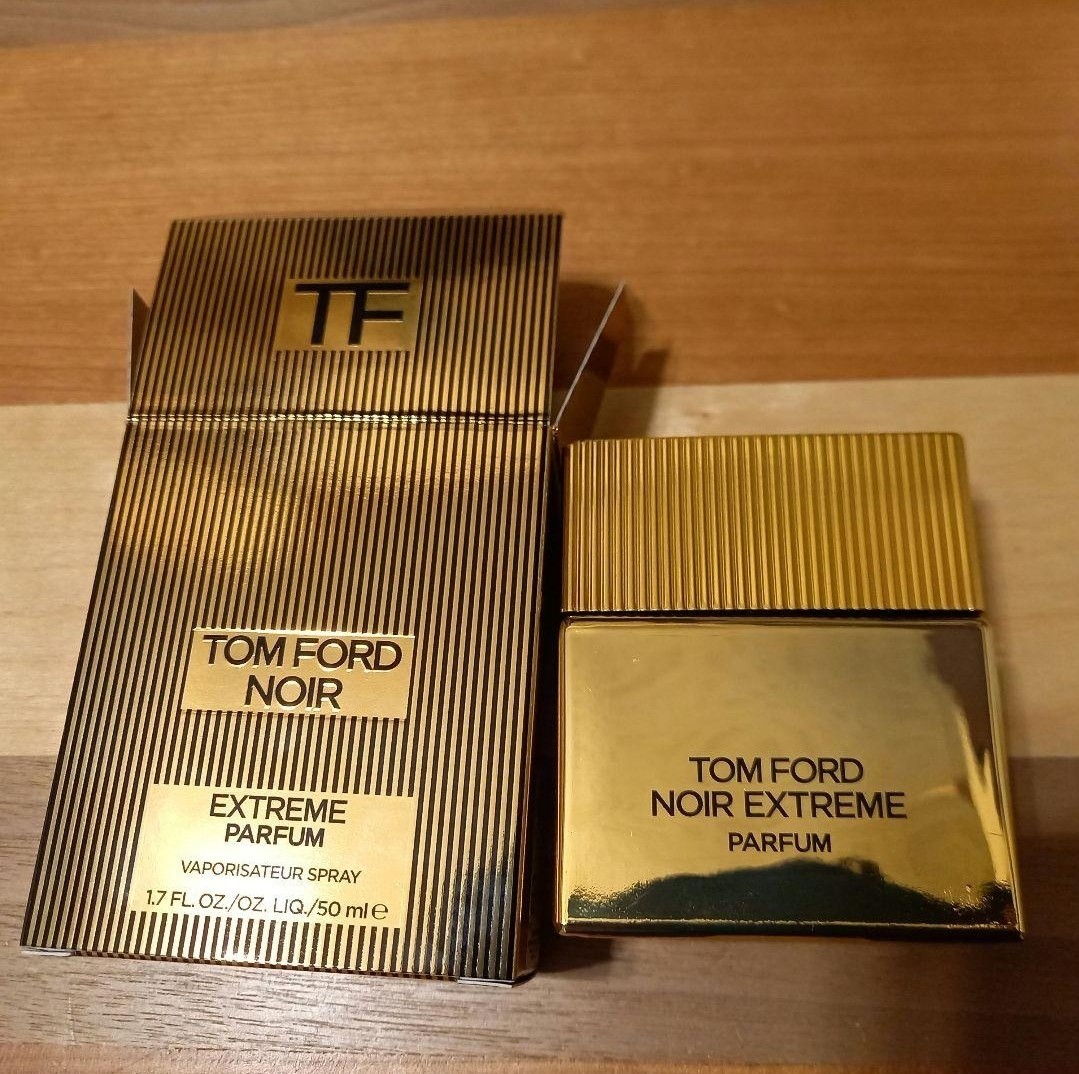 TF
TOM FORD
NOIR
EXTREME
PARFUM
VAPORISATEUR SPRAY
1.7 FL. OZ./OZ. LIQ./50 ml ℮
TOM FORD
NOIR EXTREME
PARFUM